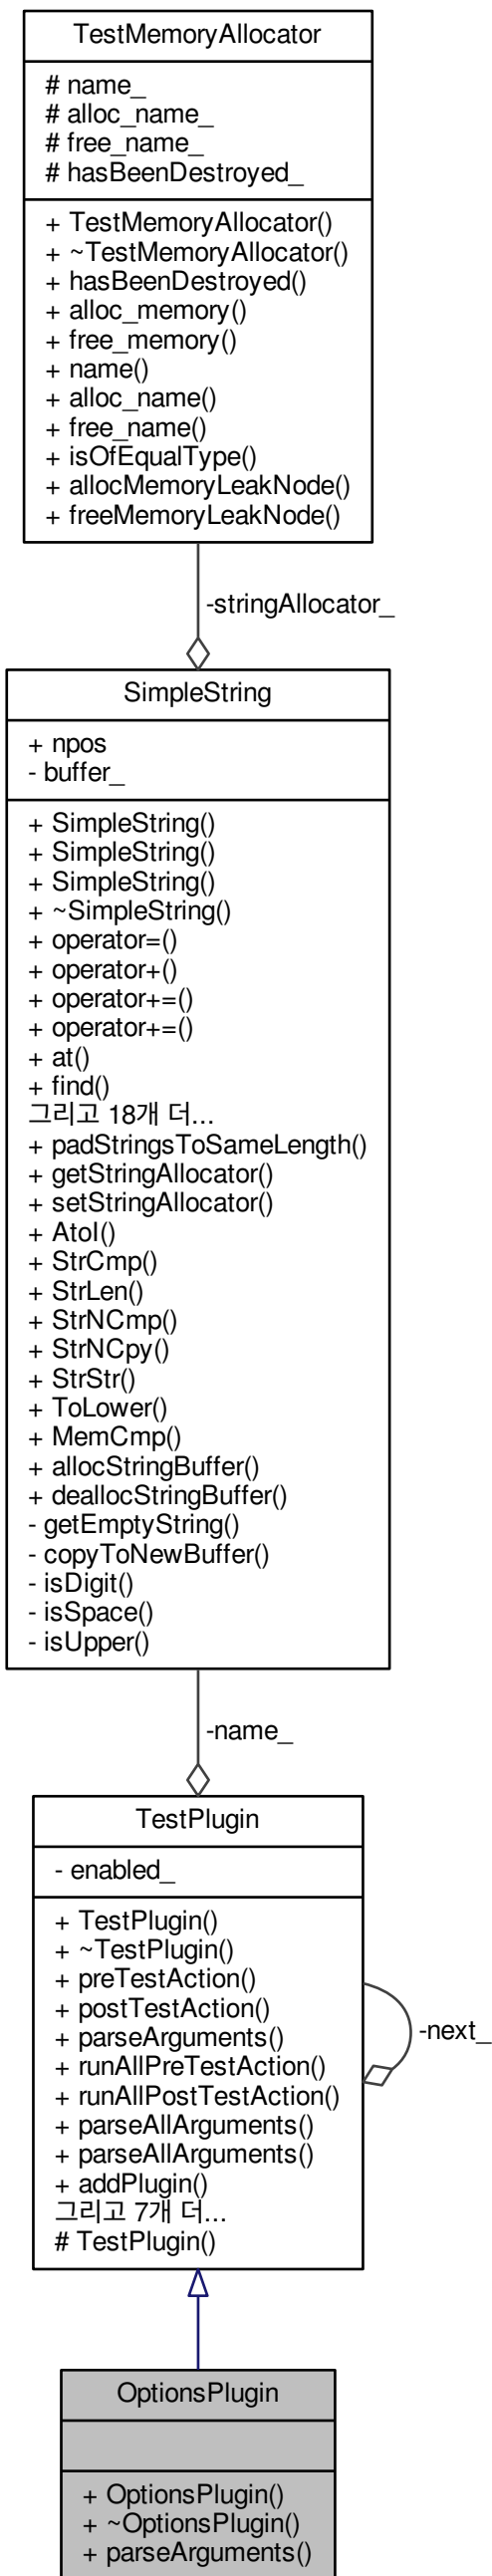 TestMemoryAllocator
# name_
# alloc_name_
# free_name_
# hasBeenDestroyed_
+ TestMemoryAllocator()
+ ~TestMemoryAllocator()
+ hasBeenDestroyed()
+ alloc_memory()
+ free_memory()
+ name()
+ alloc_name()
+ free_name()
+ isOfEqualType()
+ allocMemoryLeakNode()
+ freeMemoryLeakNode()
-stringAllocator_
SimpleString
+ npos
- buffer_
+ SimpleString()
+ SimpleString()
+ SimpleString()
+ ~SimpleString()
+ operator=()
+ operator+()
+ operator+=()
+ operator+=()
+ at()
+ find()
그리고 18개 더...
+ padStringsToSameLength()
+ getStringAllocator()
+ setStringAllocator()
+ AtoI()
+ StrCmp()
+ StrLen()
+ StrNCmp()
+ StrNCpy()
+ StrStr()
+ ToLower()
+ MemCmp()
+ allocStringBuffer()
+ deallocStringBuffer()
- getEmptyString()
- copyToNewBuffer()
- isDigit()
- isSpace()
- isUpper()
-name_
TestPlugin
- enabled_
+ TestPlugin()
+ ~TestPlugin()
+ preTestAction()
+ postTestAction()
+ parseArguments()
+ runAllPreTestAction()
+ runAllPostTestAction()
+ parseAllArguments()
+ parseAllArguments()
+ addPlugin()
그리고 7개 더...
# TestPlugin()
-next_
OptionsPlugin
+ OptionsPlugin()
+ ~OptionsPlugin()
+ parseArguments()